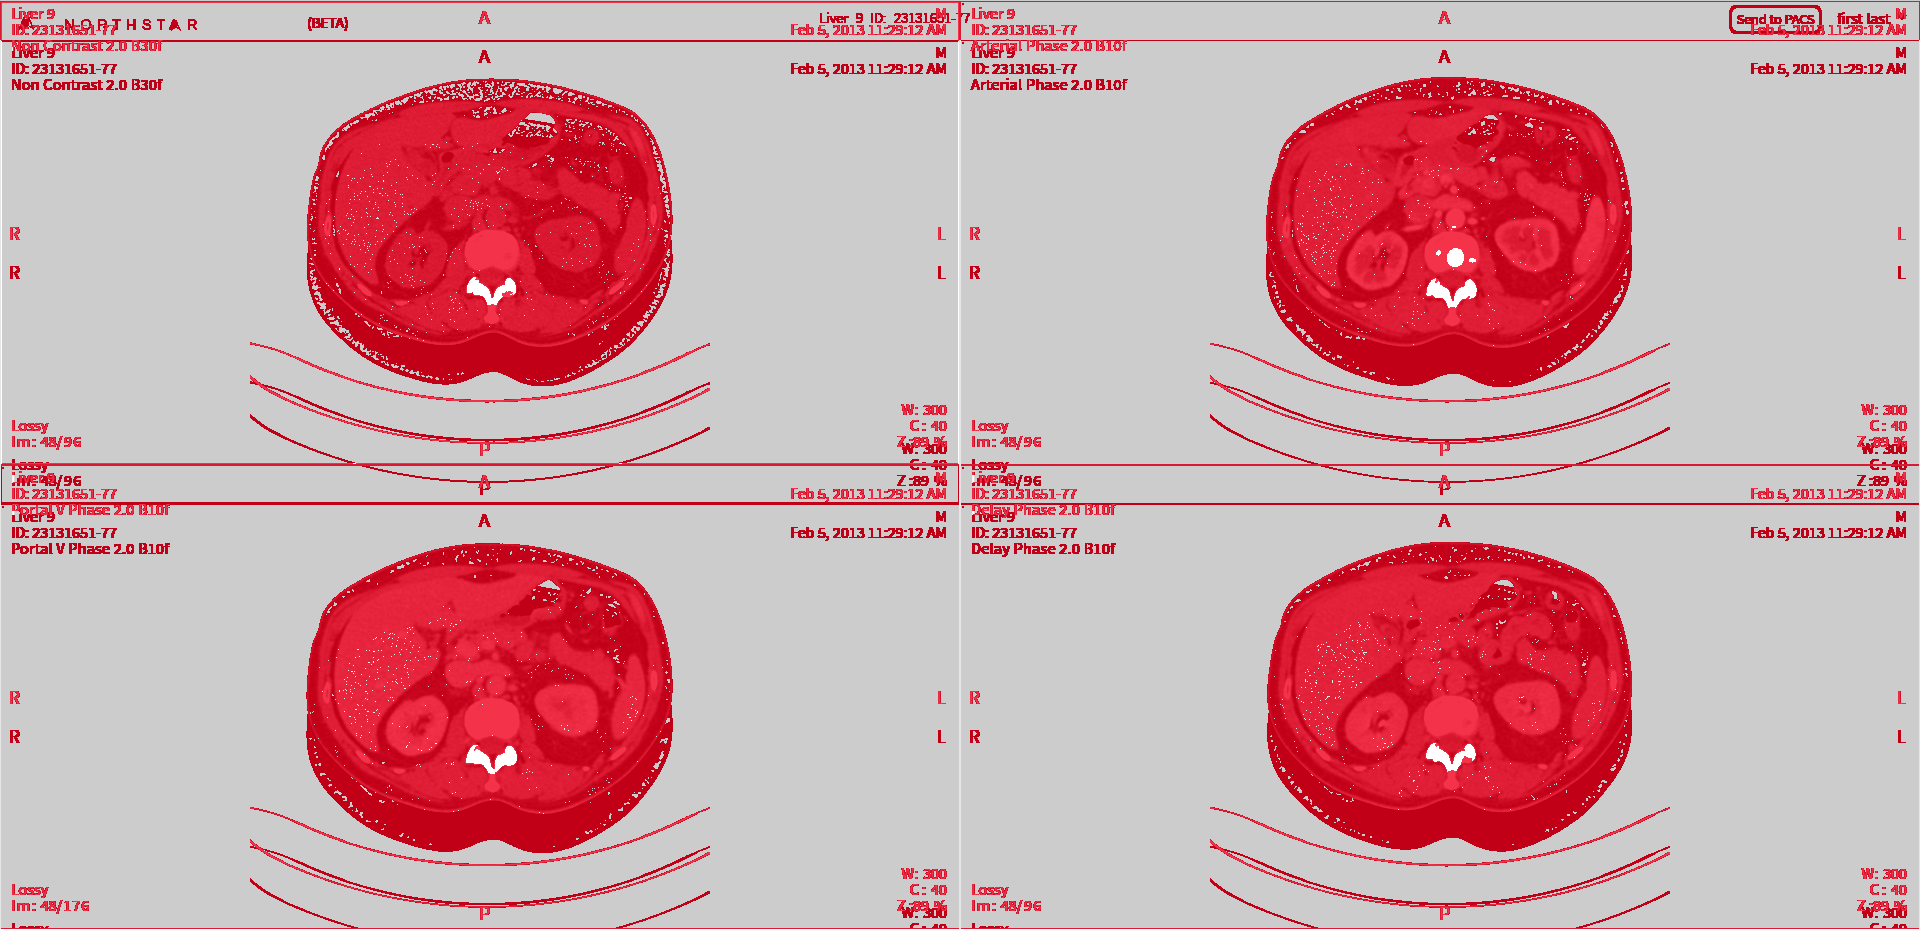 NORTHSTAR (BETA) Liver 9 ID: 23131651-77 Send to PACS first last
Liver 9 A M
ID: 23131651-77 Feb 5, 2013 11:29:12 AM
Non Contrast 2.0 B30f
Liver 9 A M
ID: 23131651-77 Feb 5, 2013 11:29:12 AM
Non Contrast 2.0 B30f
R L
R L
W: 300
Lossy C: 40
Im: 48/96 Z: 89 %
P
W: 300
Lossy C: 40
Im: 48/96 Z: 89 %
P
Liver 9 A M
ID: 23131651-77 Feb 5, 2013 11:29:12 AM
Arterial Phase 2.0 B10f
Liver 9 A M
ID: 23131651-77 Feb 5, 2013 11:29:12 AM
Arterial Phase 2.0 B10f
R L
R L
W: 300
Lossy C: 40
Im: 48/96 Z: 89 %
P
W: 300
Lossy C: 40
Im: 48/96 Z: 89 %
P
Liver 9 A M
ID: 23131651-77 Feb 5, 2013 11:29:12 AM
Portal V Phase 2.0 B10f
Liver 9 A M
ID: 23131651-77 Feb 5, 2013 11:29:12 AM
Portal V Phase 2.0 B10f
R L
R L
W: 300
Lossy C: 40
Im: 48/176 Z: 89 %
P
W: 300
Lossy C: 40
Liver 9 A M
ID: 23131651-77 Feb 5, 2013 11:29:12 AM
Delay Phase 2.0 B10f
Liver 9 A M
ID: 23131651-77 Feb 5, 2013 11:29:12 AM
Delay Phase 2.0 B10f
R L
R L
W: 300
Lossy C: 40
Im: 48/96 Z: 89 %
P
W: 300
Lossy C: 40